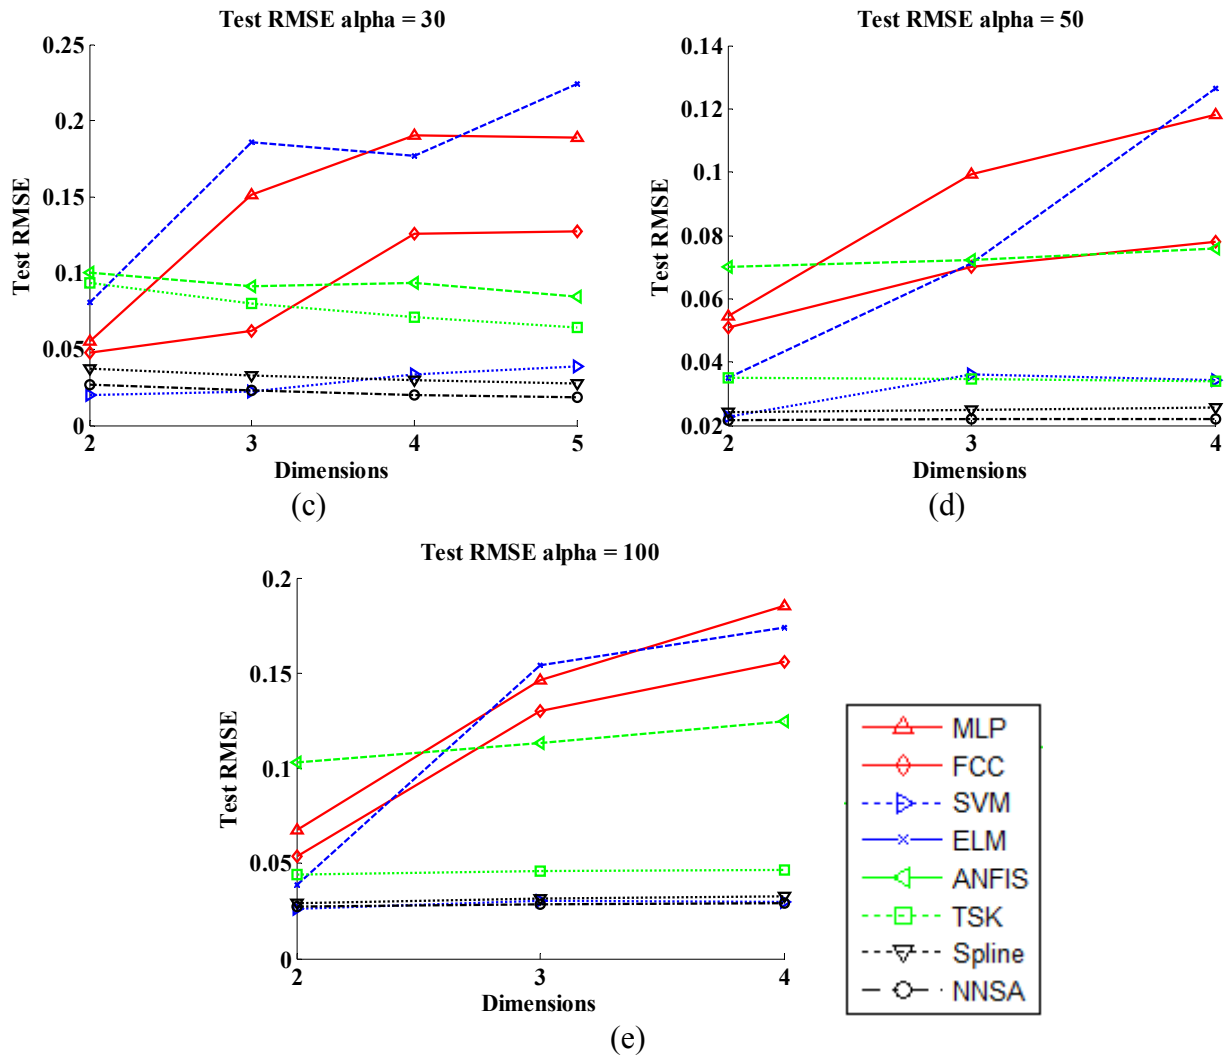 Test RMSE alpha = 30
0.25
0.2
0.15
0.1
0.05
0
Test RMSE
2 3 4 5
Dimensions
(c)
Test RMSE alpha = 50
0.14
0.12
0.1
0.08
0.06
0.04
0.02
Test RMSE
2 3 4
Dimensions
(d)
Test RMSE alpha = 100
0.2
0.15
0.1
0.05
0
Test RMSE
2 3 4
Dimensions
(e)
MLP
FCC
SVM
ELM
ANFIS
TSK
Spline
NNSA